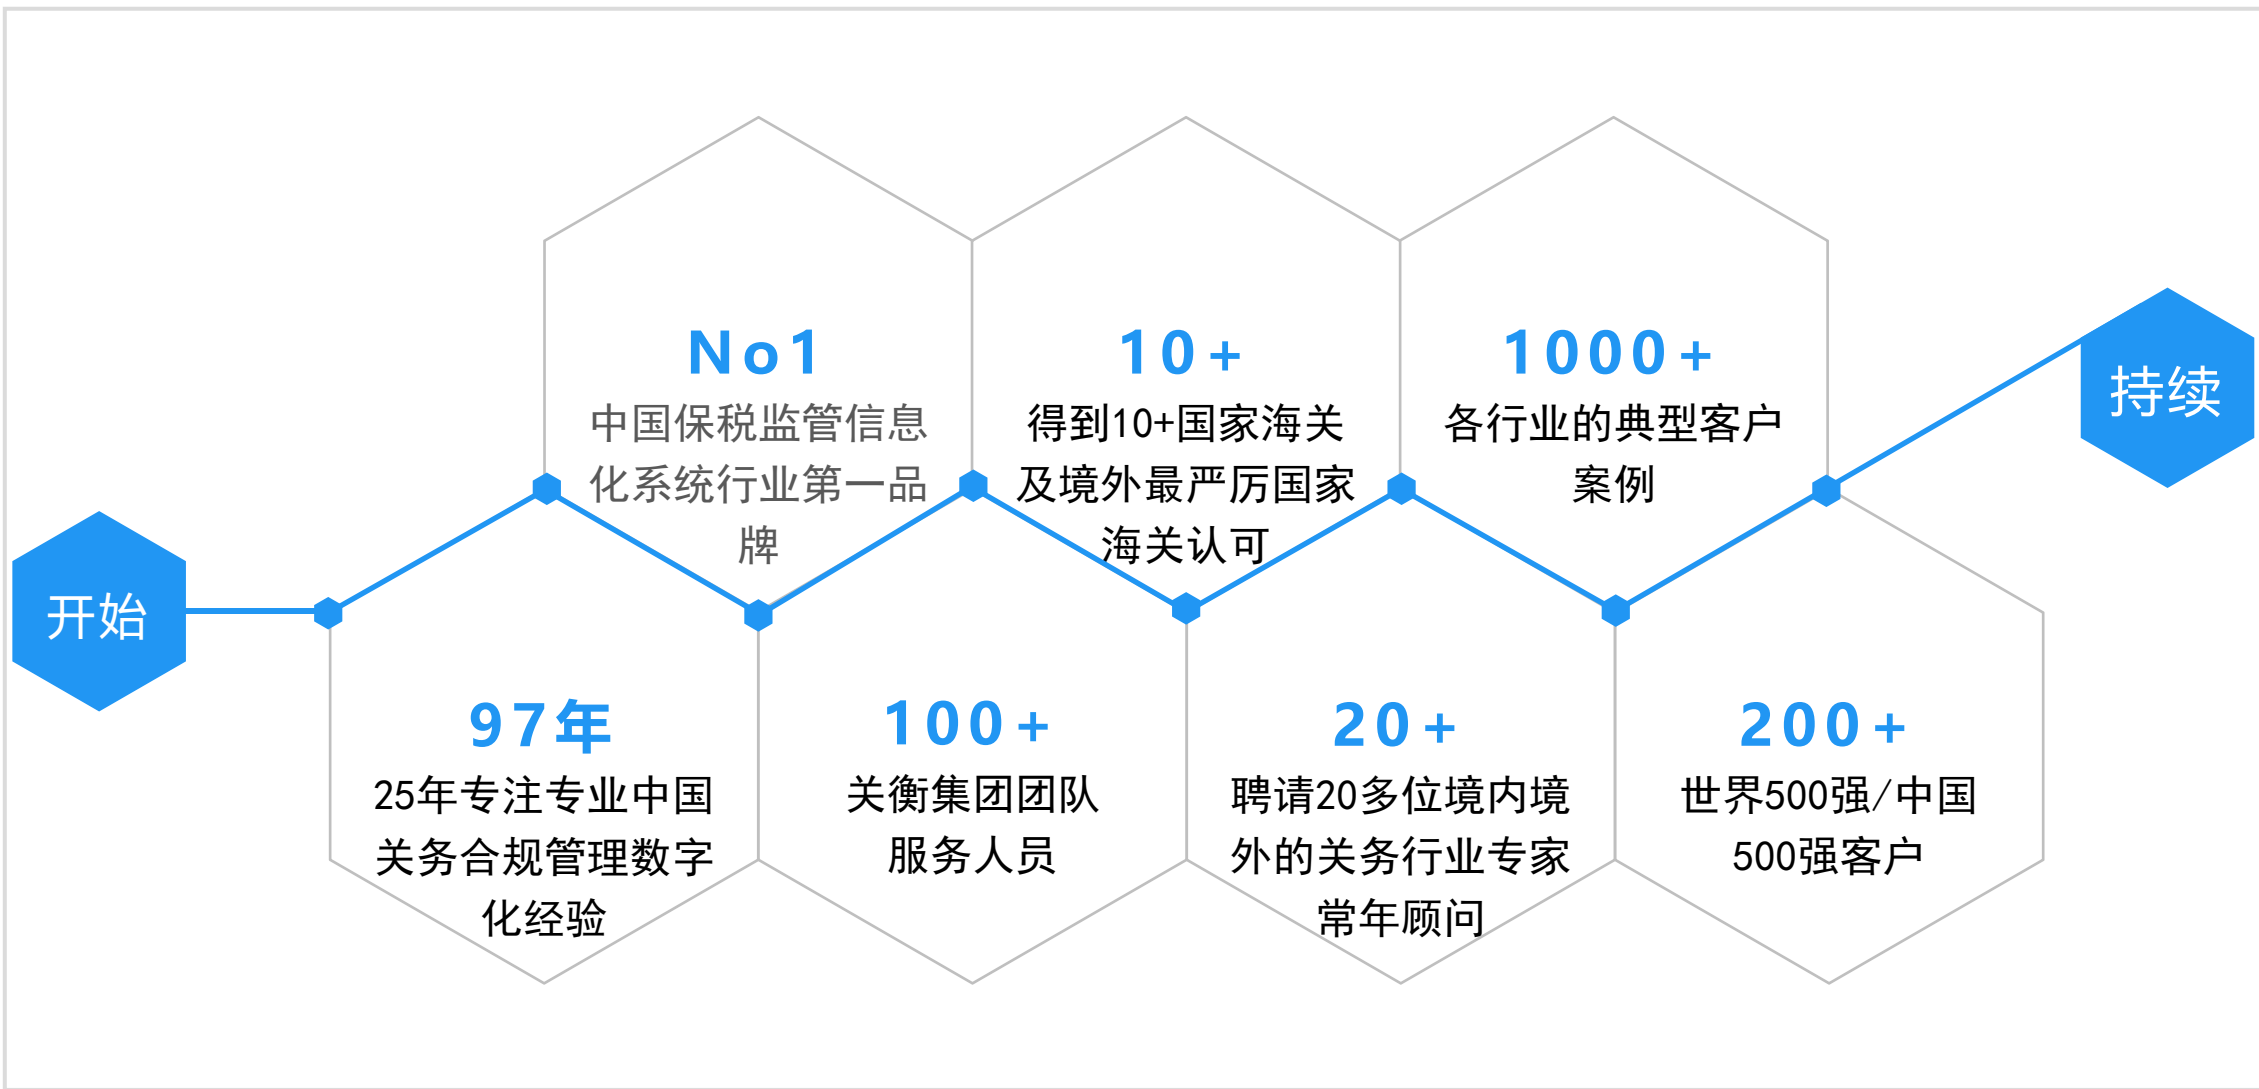 No1
中国保税监管信息
化系统行业第一品
牌
10+
得到10+国家海关
及境外最严厉国家
海关认可
1000+
各行业的典型客户
案例
持续
开始
97年
25年专注专业中国
关务合规管理数字
化经验
100+
关衡集团团队
服务人员
20+
聘请20多位境内境
外的关务行业专家
常年顾问
200+
世界500强/中国
500强客户